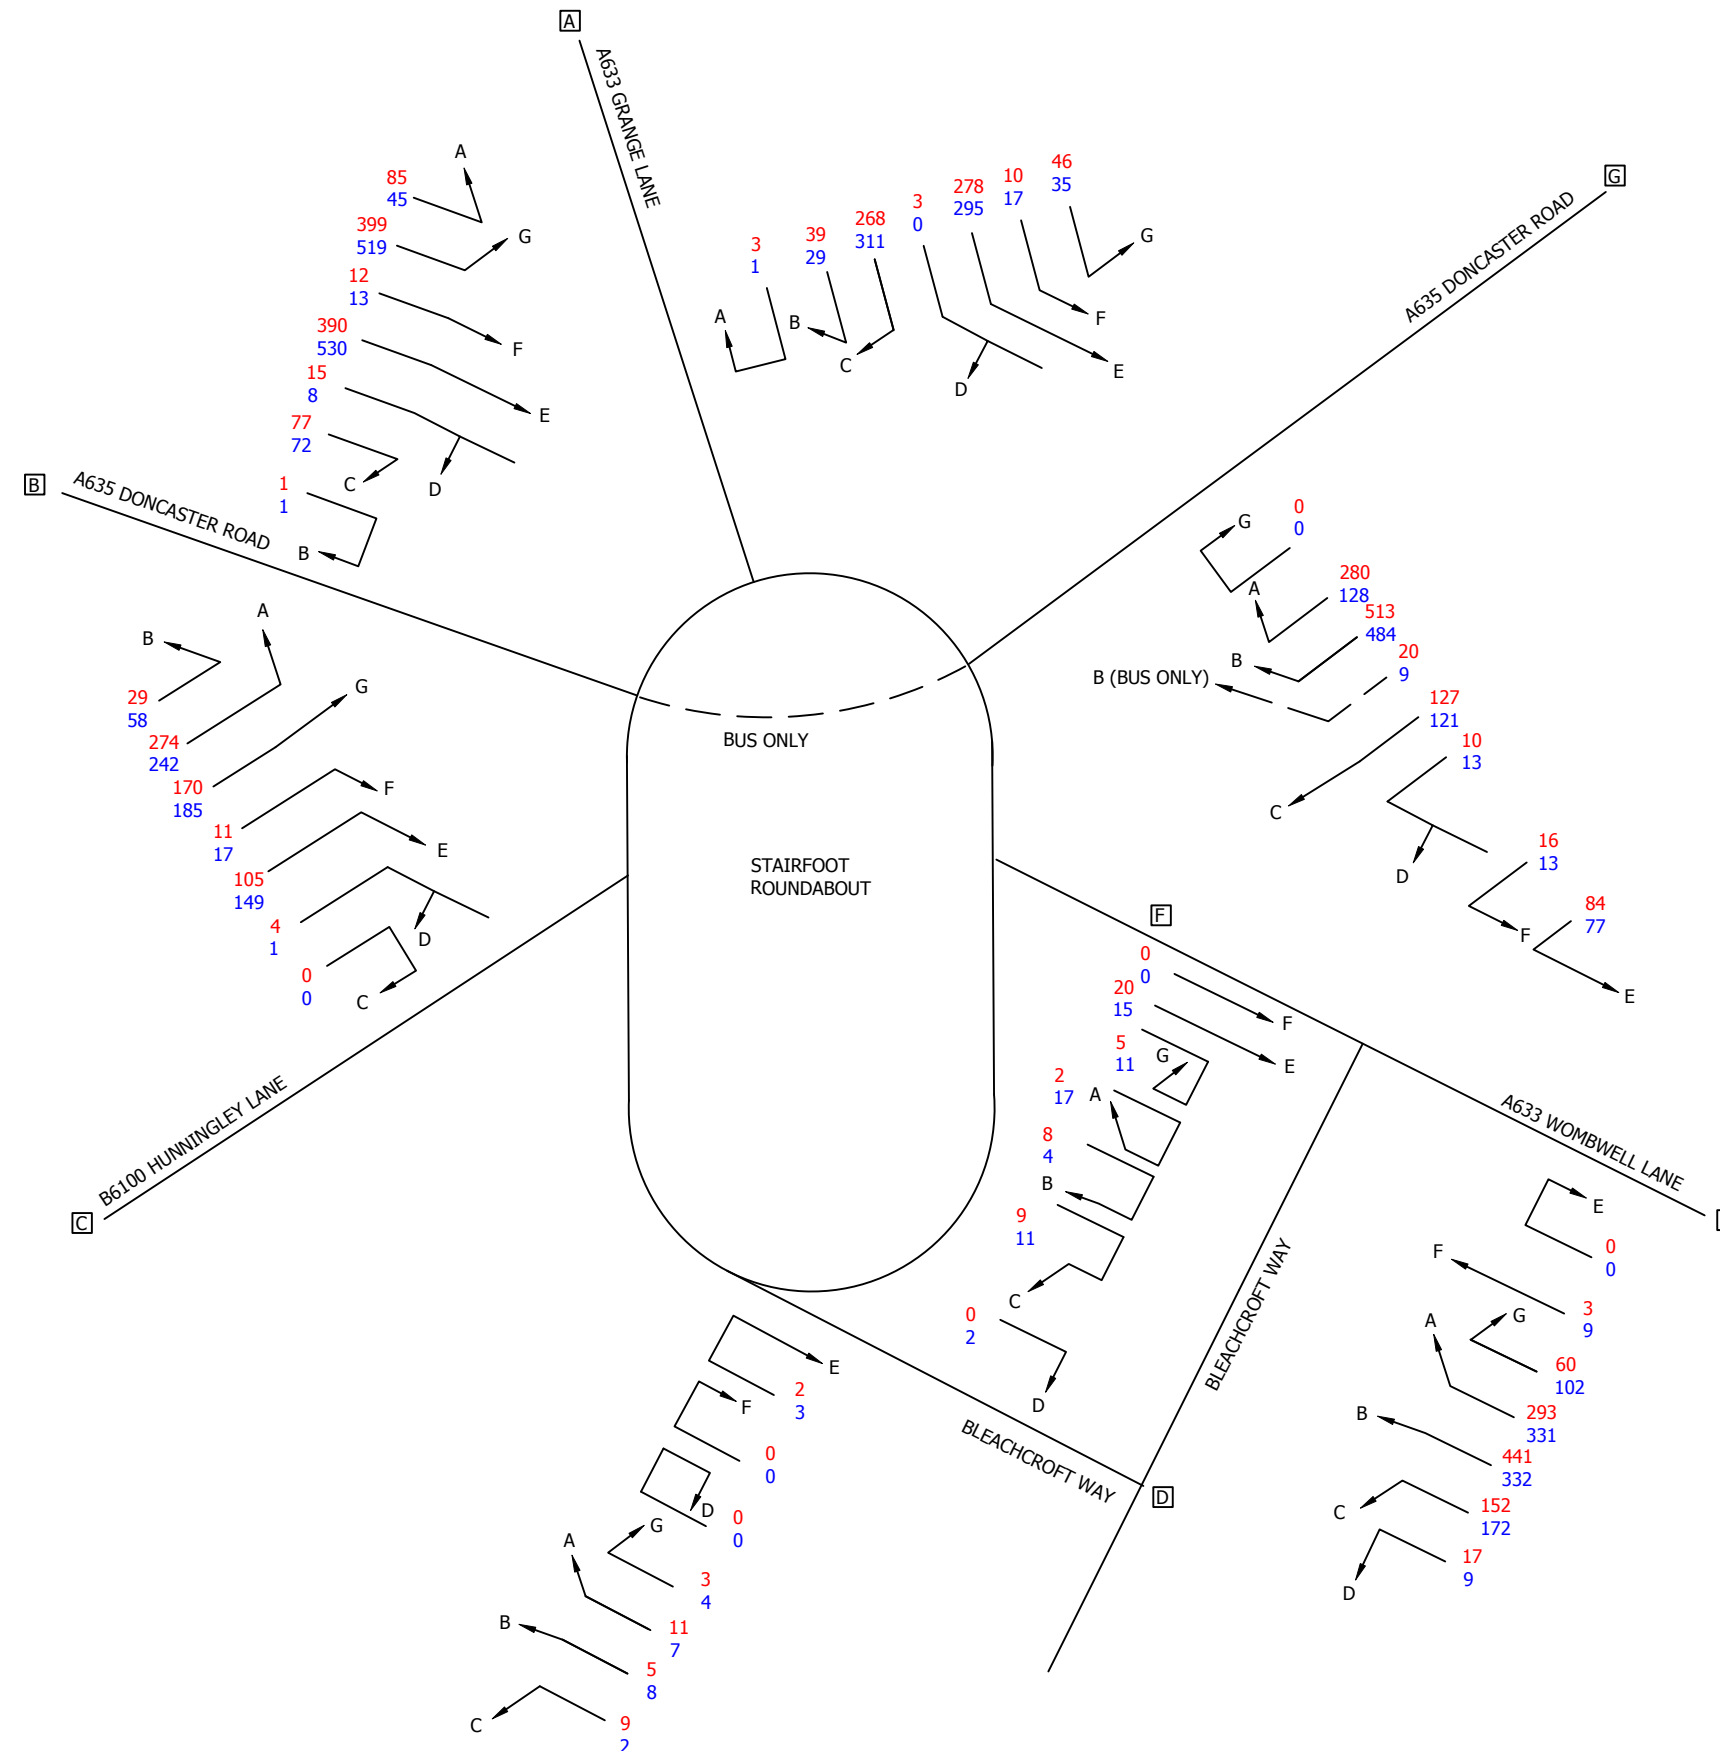 A
A633 GRANGE LANE
G
A635 DONCASTER ROAD
B
A635 DONCASTER ROAD
A
85
45
399
519
G
12
13
F
390
530
E
15
8
D
77
72
C
1
1
B
3
1
A
39
29
B
268
311
C
3
0
D
278
295
E
10
17
F
46
35
G
G
0
0
A
280
128
B
513
484
B (BUS ONLY)
20
9
127
121
C
10
13
D
16
13
F
84
77
E
B
29
58
A
274
242
G
170
185
F
11
17
E
105
149
D
4
1
C
0
0
BUS ONLY
STAIRFOOT
ROUNDABOUT
B6100 HUNNINGLEY LANE
C
F
0
0
F
20
15
E
5
11
G
2
17
A
8
4
B
9
11
C
0
2
D
A633 WOMBWELL LANE
BLEACHCROFT WAY
BLEACHCROFT WAY
D
E
0
0
F
3
9
G
60
102
A
293
331
B
441
332
C
152
172
D
17
9
E
2
3
F
0
0
D
0
0
G
3
4
A
11
7
B
5
8
C
9
2